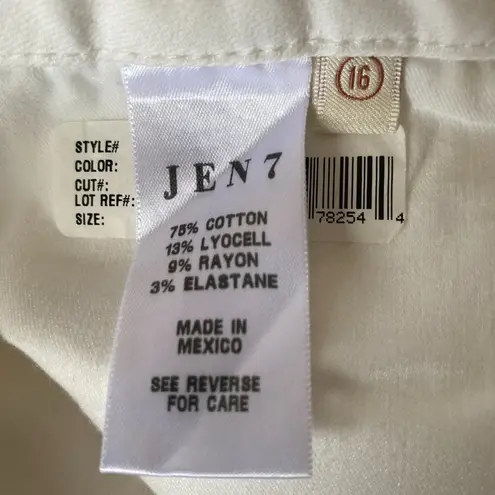 16
STYLE#
COLOR:
CUT#:
LOT REF#:
SIZE:
JEN7
75% COTTON
13% LYOCELL
9% RAYON
3% ELASTANE
MADE IN
MEXICO
SEE REVERSE
FOR CARE
78254 4